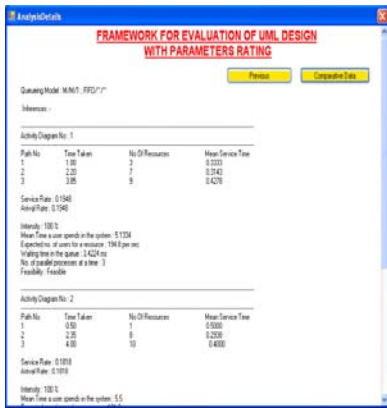 AnalysisDetails
FRAMEWORK FOR EVALUATION OF UML DESIGN
WITH PARAMETERS RATING
Previous
Comparative Data
Queueing Model M/M/1 ; FIFO/*/*
Inferences :-
Activity Diagram No : 1
Path No Time Taken No Of Resources Mean Service Time
1 1.00 3 0.3333
2 2.20 7 0.3143
3 3.85 9 0.4278
Service Rate : 0.1948
Arrival Rate : 0.1948
Intensity : 100 %
Mean Time a user spends in the system : 5.1334
Expected no. of users for a resource : 194.8 per sec
Waiting time in the queue : 3.4224 ms
No. of parallel processes at a time : 3
Feasibility : Feasible
Activity Diagram No : 2
Path No Time Taken No Of Resources Mean Service Time
1 0.50 1 0.5000
2 2.35 8 0.2938
3 4.00 10 0.4000
Service Rate : 0.1818
Arrival Rate : 0.1818
Intensity : 100 %
Mean Time a user spends in the system : 5.5